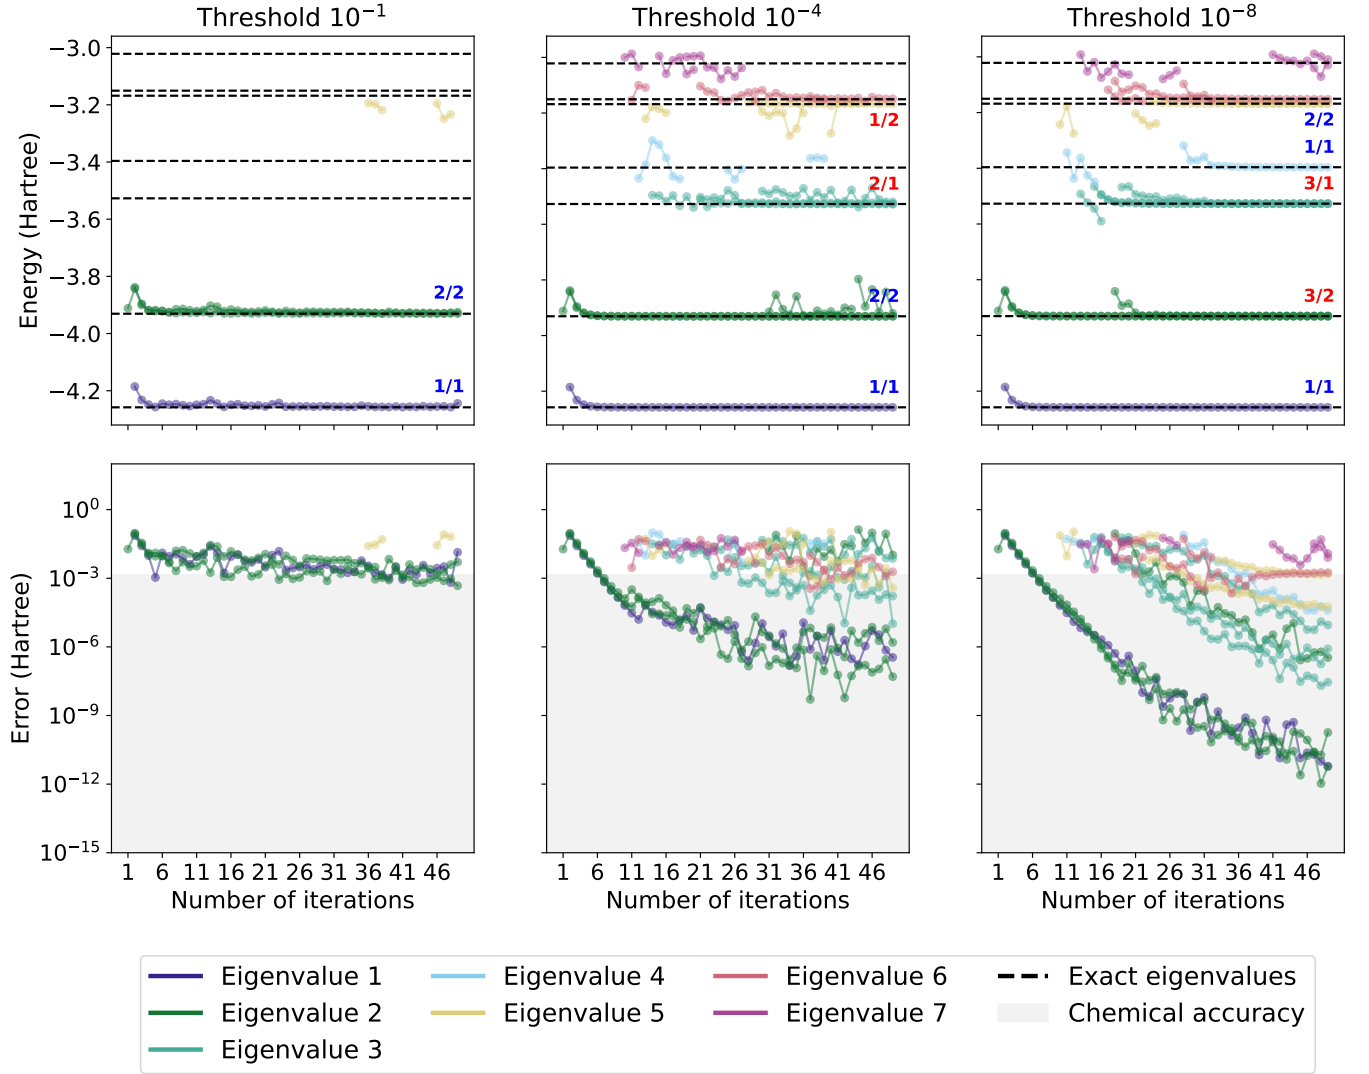 Threshold 10⁻¹
Threshold 10⁻⁴
Threshold 10⁻⁸
Energy (Hartree)
−3.0
−3.2
−3.4
−3.6
−3.8
−4.0
−4.2
2/2
1/1
1/2
2/1
2/2
1/1
2/2
1/1
3/1
3/2
1/1
Error (Hartree)
10⁰
10⁻³
10⁻⁶
10⁻⁹
10⁻¹²
10⁻¹⁵
1 6 11 16 21 26 31 36 41 46
1 6 11 16 21 26 31 36 41 46
1 6 11 16 21 26 31 36 41 46
Number of iterations
Number of iterations
Number of iterations
Eigenvalue 1
Eigenvalue 2
Eigenvalue 3
Eigenvalue 4
Eigenvalue 5
Eigenvalue 6
Eigenvalue 7
Exact eigenvalues
Chemical accuracy